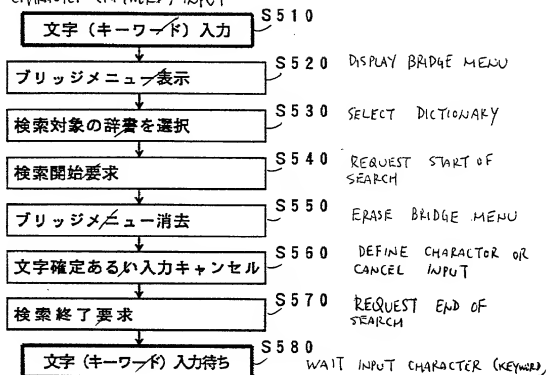 CHARACTER (KEYWORD) INPUT
文字（キーワード）入力 S510
ブリッジメニュー表示 S520 DISPLAY BRIDGE MENU
検索対象の辞書を選択 S530 SELECT DICTIONARY
検索開始要求 S540 REQUEST START OF
SEARCH
ブリッジメニュー消去 S550 ERASE BRIDGE MENU
文字確定あるい入力キャンセル S560 DEFINE CHARACTOR OR
CANCEL INPUT
検索終了要求 S570 REQUEST END OF
SEARCH
文字（キーワード）入力待ち S580
WAIT INPUT CHARACTER (KEYWORD)